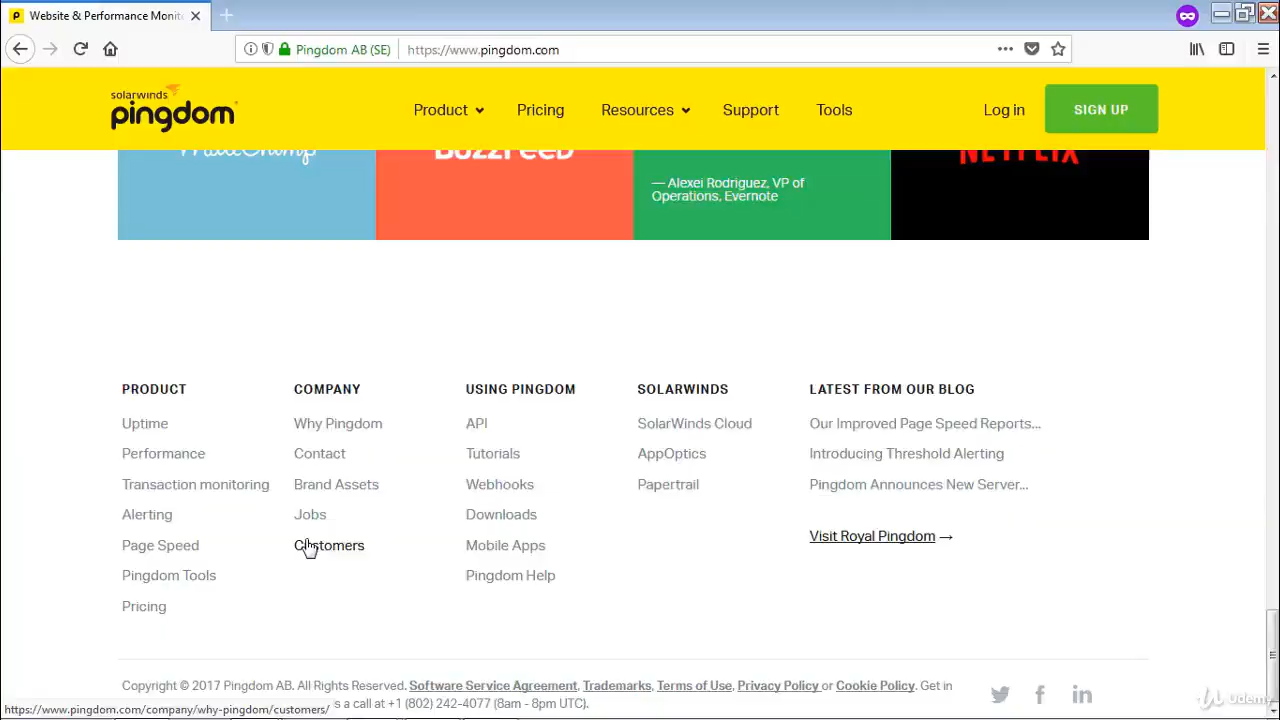 Website & Performance Monit
Pingdom AB (SE)
https://www.pingdom.com
solarwinds
pingdom
Product
Pricing
Resources
Support
Tools
Log in
SIGN UP
MailChimp
BuzzFeed
— Alexei Rodriguez, VP of
Operations, Evernote
NETFLIX
PRODUCT
Uptime
Performance
Transaction monitoring
Alerting
Page Speed
Pingdom Tools
Pricing
COMPANY
Why Pingdom
Contact
Brand Assets
Jobs
Customers
USING PINGDOM
API
Tutorials
Webhooks
Downloads
Mobile Apps
Pingdom Help
SOLARWINDS
SolarWinds Cloud
AppOptics
Papertrail
LATEST FROM OUR BLOG
Our Improved Page Speed Reports...
Introducing Threshold Alerting
Pingdom Announces New Server...
Visit Royal Pingdom →
Copyright © 2017 Pingdom AB. All Rights Reserved. Software Service Agreement, Trademarks, Terms of Use, Privacy Policy or Cookie Policy. Get in
s a call at +1 (802) 242-4077 (8am - 8pm UTC).
https://www.pingdom.com/company/why-pingdom/customers/
Udemy